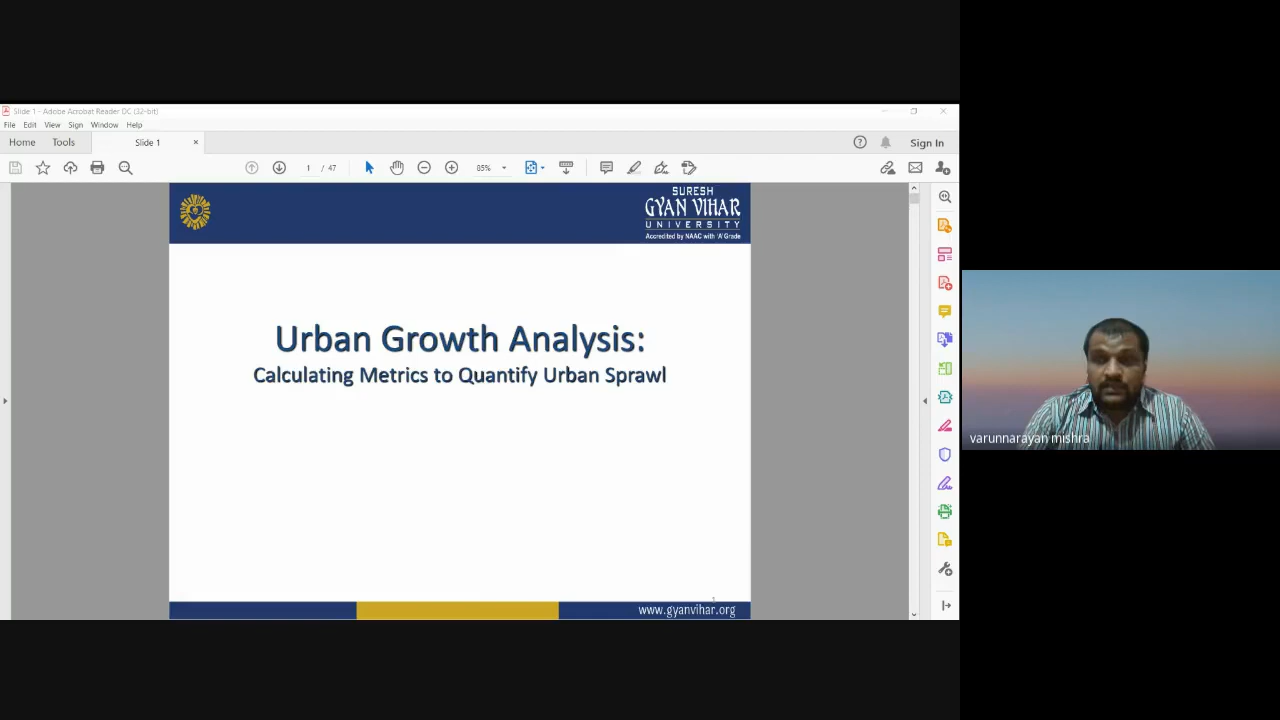 Slide 1 - Adobe Acrobat Reader DC (32-bit)
File Edit View Sign Window Help
Home Tools Slide 1 Sign In
1 / 47 85%
SURESH
GYAN VIHAR
UNIVERSITY
Accredited by NAAC with 'A' Grade
Urban Growth Analysis:
Calculating Metrics to Quantify Urban Sprawl
1
www.gyanvihar.org
varunnarayan mishra